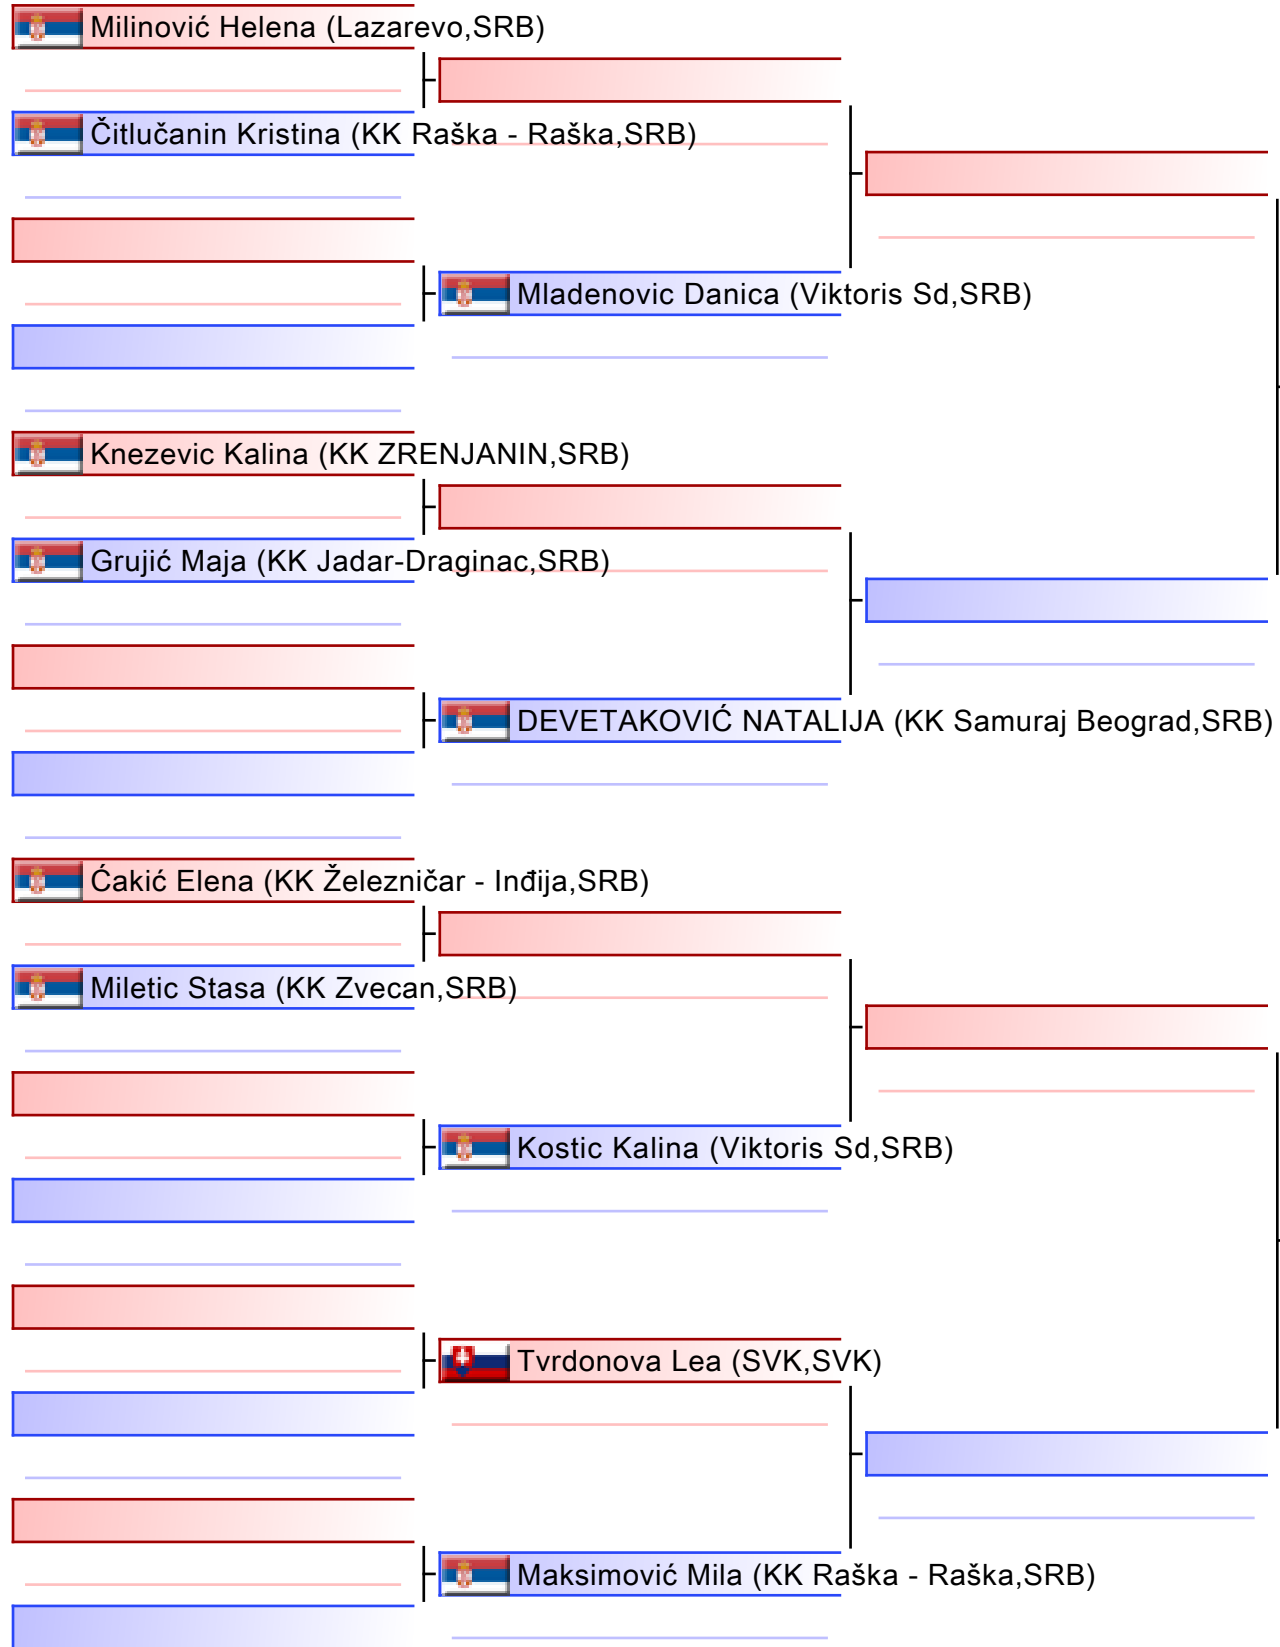 Milinović Helena (Lazarevo,SRB)
Čitlučanin Kristina (KK Raška - Raška,SRB)
Mladenovic Danica (Viktoris Sd,SRB)
Knezevic Kalina (KK ZRENJANIN,SRB)
Grujić Maja (KK Jadar-Draginac,SRB)
DEVETAKOVIĆ NATALIJA (KK Samuraj Beograd,SRB)
Ćakić Elena (KK Železničar - Inđija,SRB)
Miletic Stasa (KK Zvecan,SRB)
Kostic Kalina (Viktoris Sd,SRB)
Tvrdonova Lea (SVK,SVK)
Maksimović Mila (KK Raška - Raška,SRB)